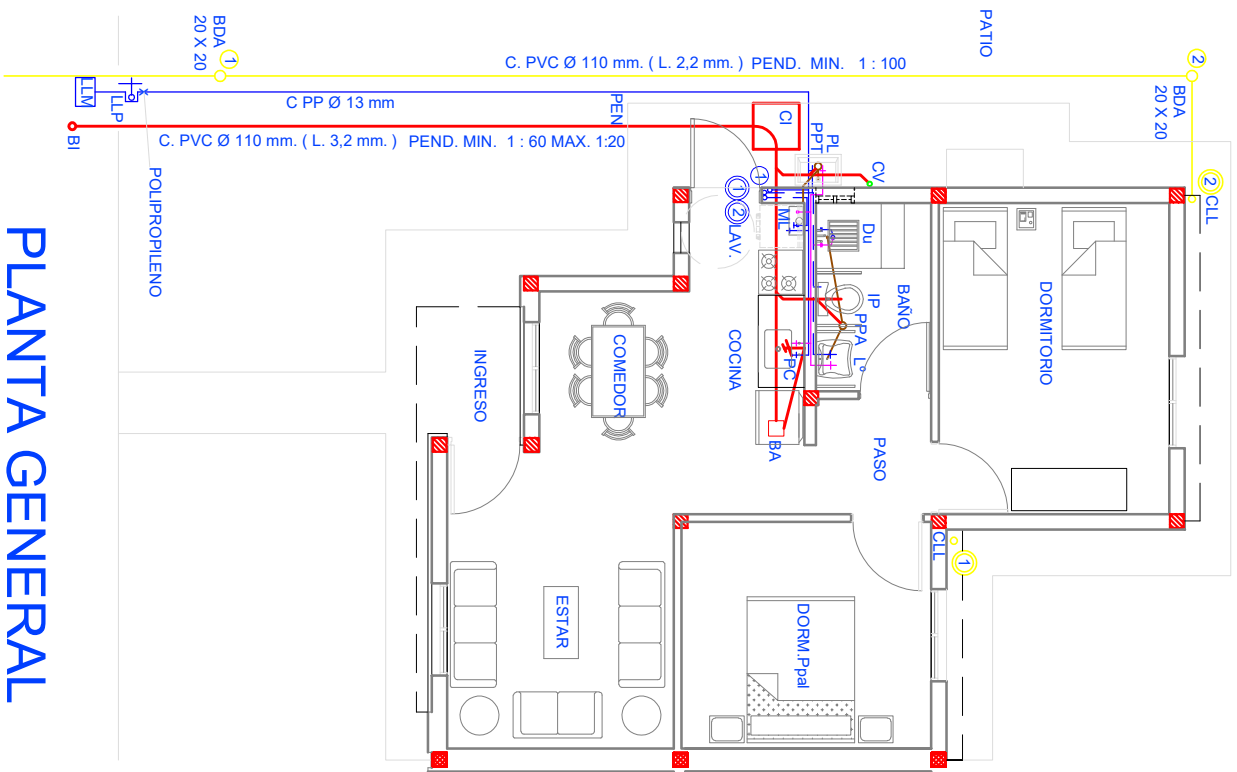 PLANTA GENERAL
BDA
20 X 20
1
C. PVC Ø 110 mm. ( L. 2,2 mm. ) PEND. MIN. 1 : 100
PATIO
2
BDA
20 X 20
LLM
LLP
C PP Ø 13 mm
PEN
CI
BI
C. PVC Ø 110 mm. ( L. 3,2 mm. ) PEND. MIN. 1 : 60 MAX. 1:20
POLIPROPILENO
PL
PPT
CV
2
CLL
1
1
2
LAV.
ML
Du
BAÑO
IP
PPA
Lº
PC
BA
COCINA
COMEDOR
INGRESO
DORMITORIO
PASO
CLL
1
ESTAR
DORM.Ppal